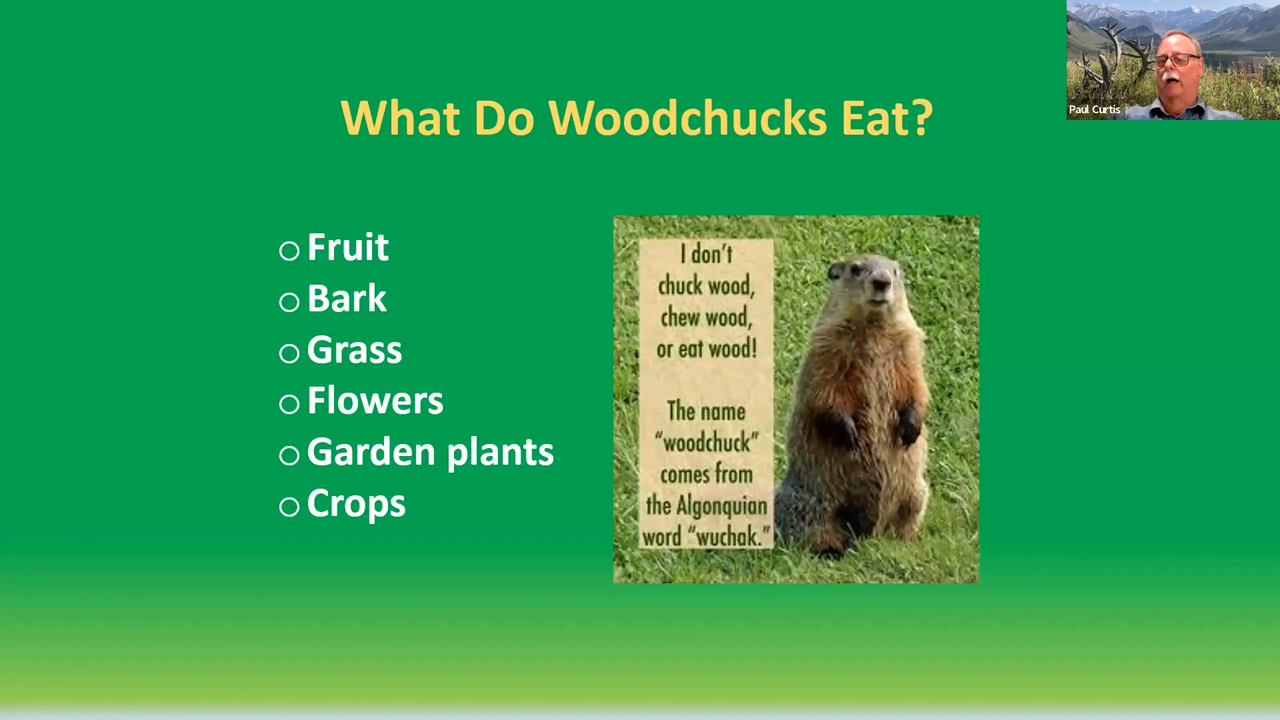 What Do Woodchucks Eat?
Paul Curtis
○ Fruit
○ Bark
○ Grass
○ Flowers
○ Garden plants
○ Crops
I don't
chuck wood,
chew wood,
or eat wood!
The name
"woodchuck"
comes from
the Algonquian
word "wuchak."